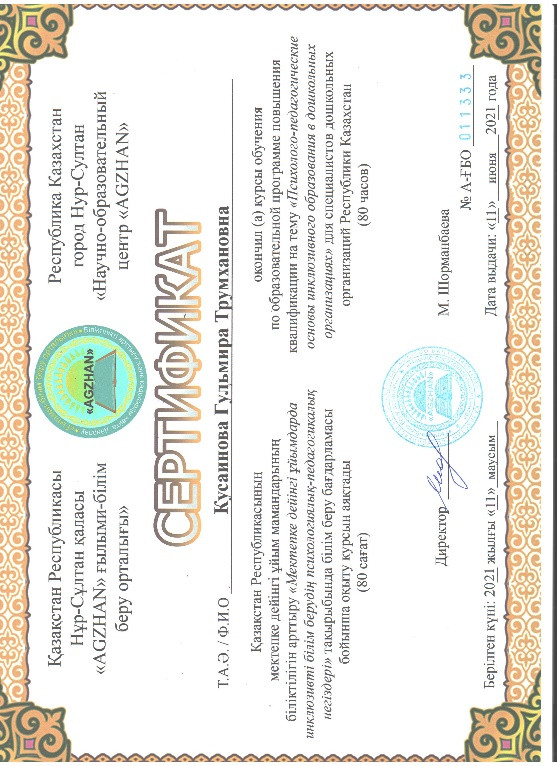 Қазақстан Республикасы
Нұр-Сұлтан қаласы
«AGZHAN» ғылыми-білім
беру орталығы»
«AGZHAN»
Республика Казахстан
город Нур-Султан
«Научно-образовательный
центр «AGZHAN»
СЕРТИФИКАТ
Т.А.Ә. / Ф.И.О Кусаинова Гульмира Трумхановна
Қазақстан Республикасының
мектепке дейінгі ұйым мамандарының
біліктілігін арттыру «Мектепке дейінгі ұйымдарда
инклюзивті білім берудің психологиялық-педагогикалық
негіздері» тақырыбында білім беру бағдарламасы
бойынша оқыту курсын аяқтады
(80 сағат)
окончил (а) курсы обучения
по образовательной программе повышения
квалификации на тему «Психолого-педагогические
основы инклюзивного образования в дошкольных
организациях» для специалистов дошкольных
организаций Республики Казахстан
(80 часов)
Директор М. Шорманбаева
«AGZHAN»
№ А-ҒБО 011333
Берілген күні: 2021 жылғы «11» маусым
Дата выдачи: «11» июня 2021 года